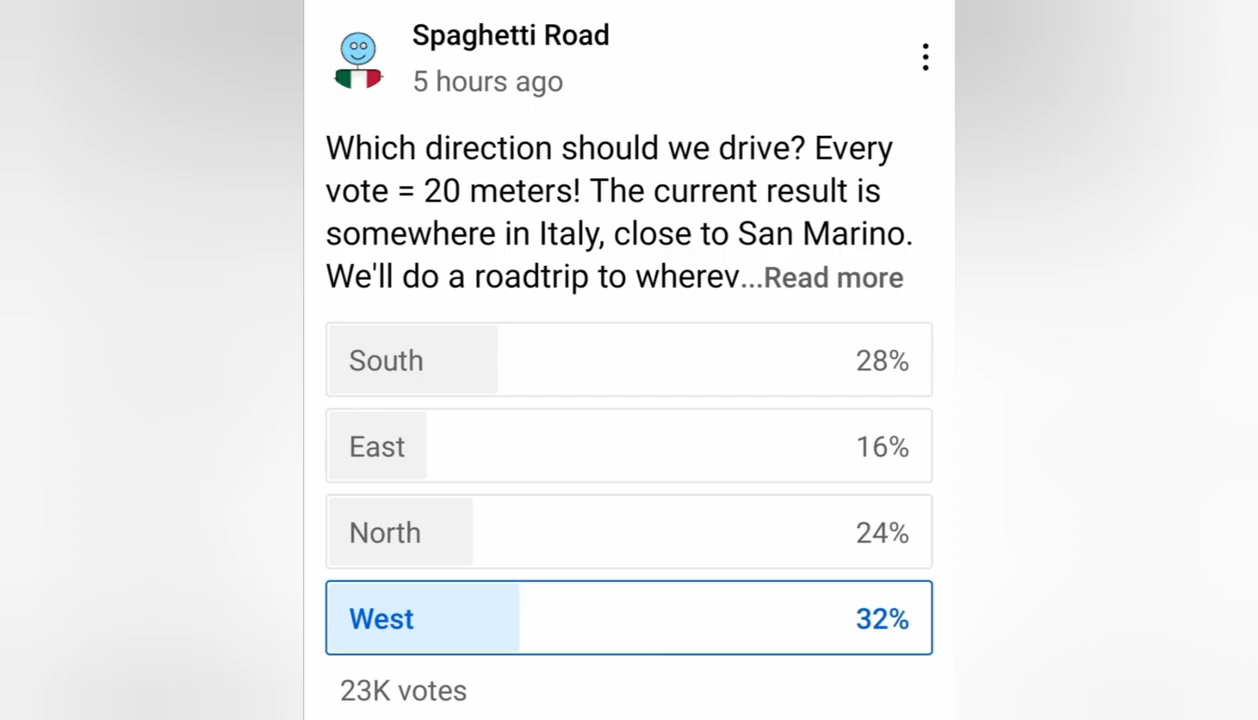 Spaghetti Road
5 hours ago
Which direction should we drive? Every
vote = 20 meters! The current result is
somewhere in Italy, close to San Marino.
We'll do a roadtrip to wherev...Read more
South 28%
East 16%
North 24%
West 32%
23K votes